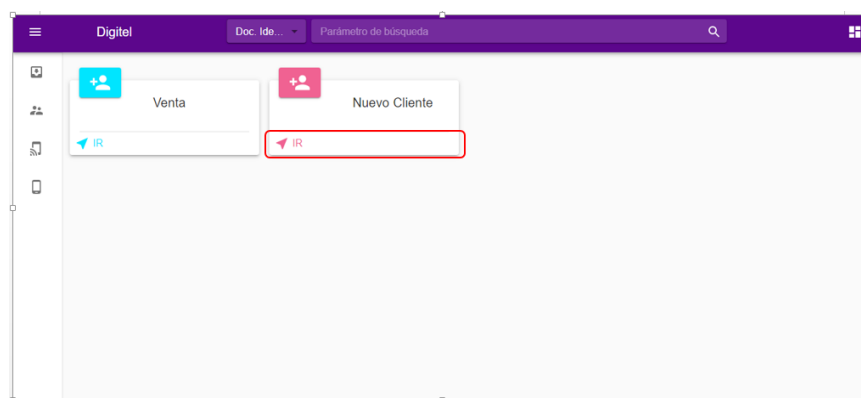 Digitel
Doc. Ide...
Parámetro de búsqueda
Venta
Nuevo Cliente
IR
IR